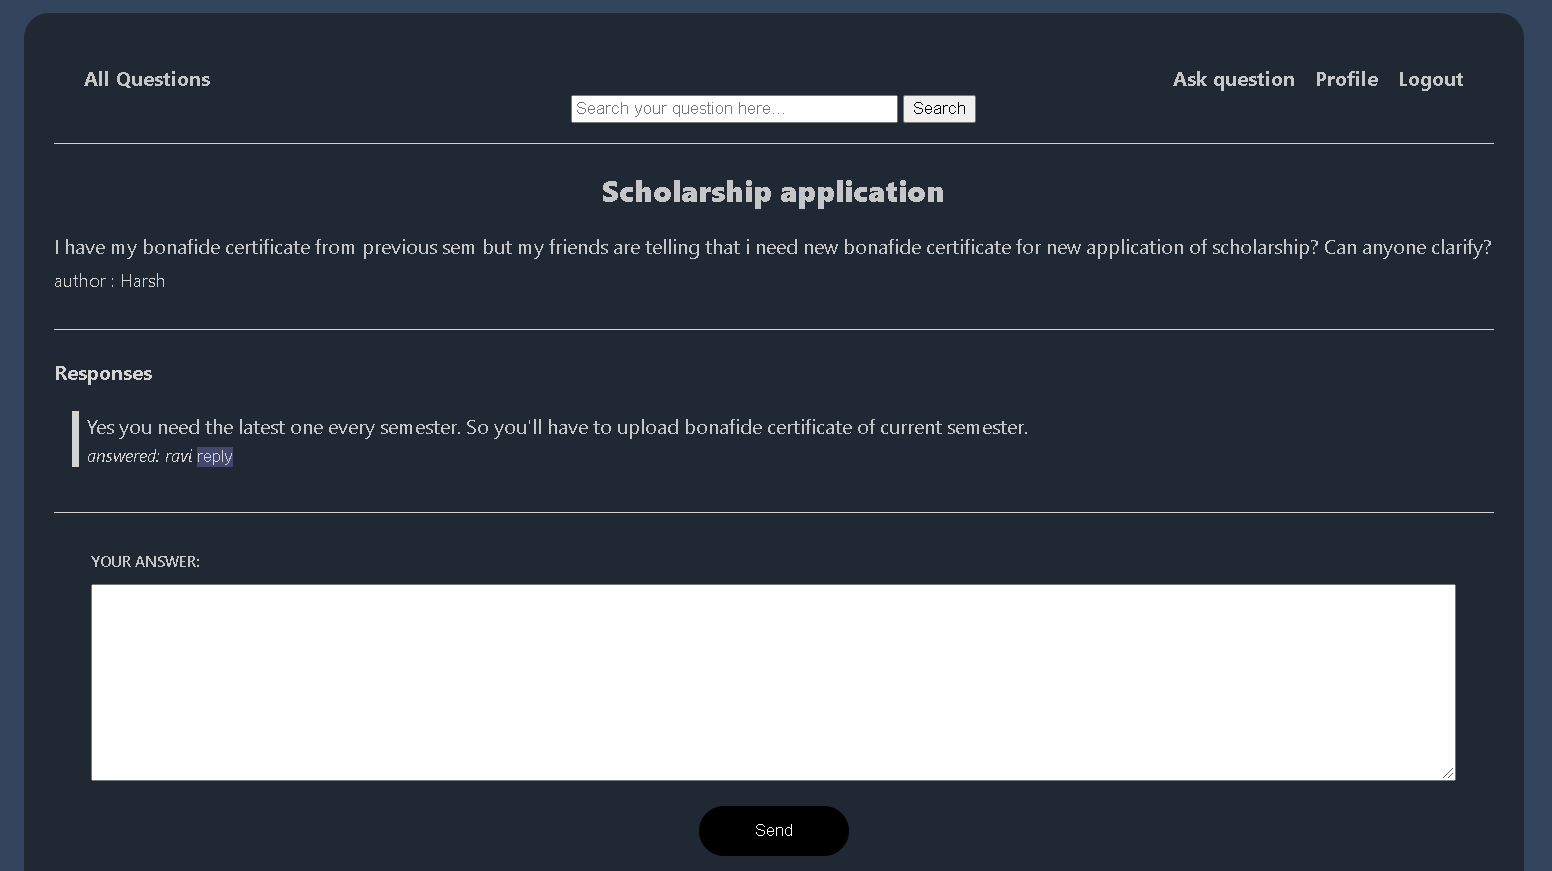 All Questions
Ask question Profile Logout
Search your question here... Search
Scholarship application
I have my bonafide certificate from previous sem but my friends are telling that i need new bonafide certificate for new application of scholarship? Can anyone clarify?
author : Harsh
Responses
Yes you need the latest one every semester. So you'll have to upload bonafide certificate of current semester.
answered: ravi reply
YOUR ANSWER:
Send